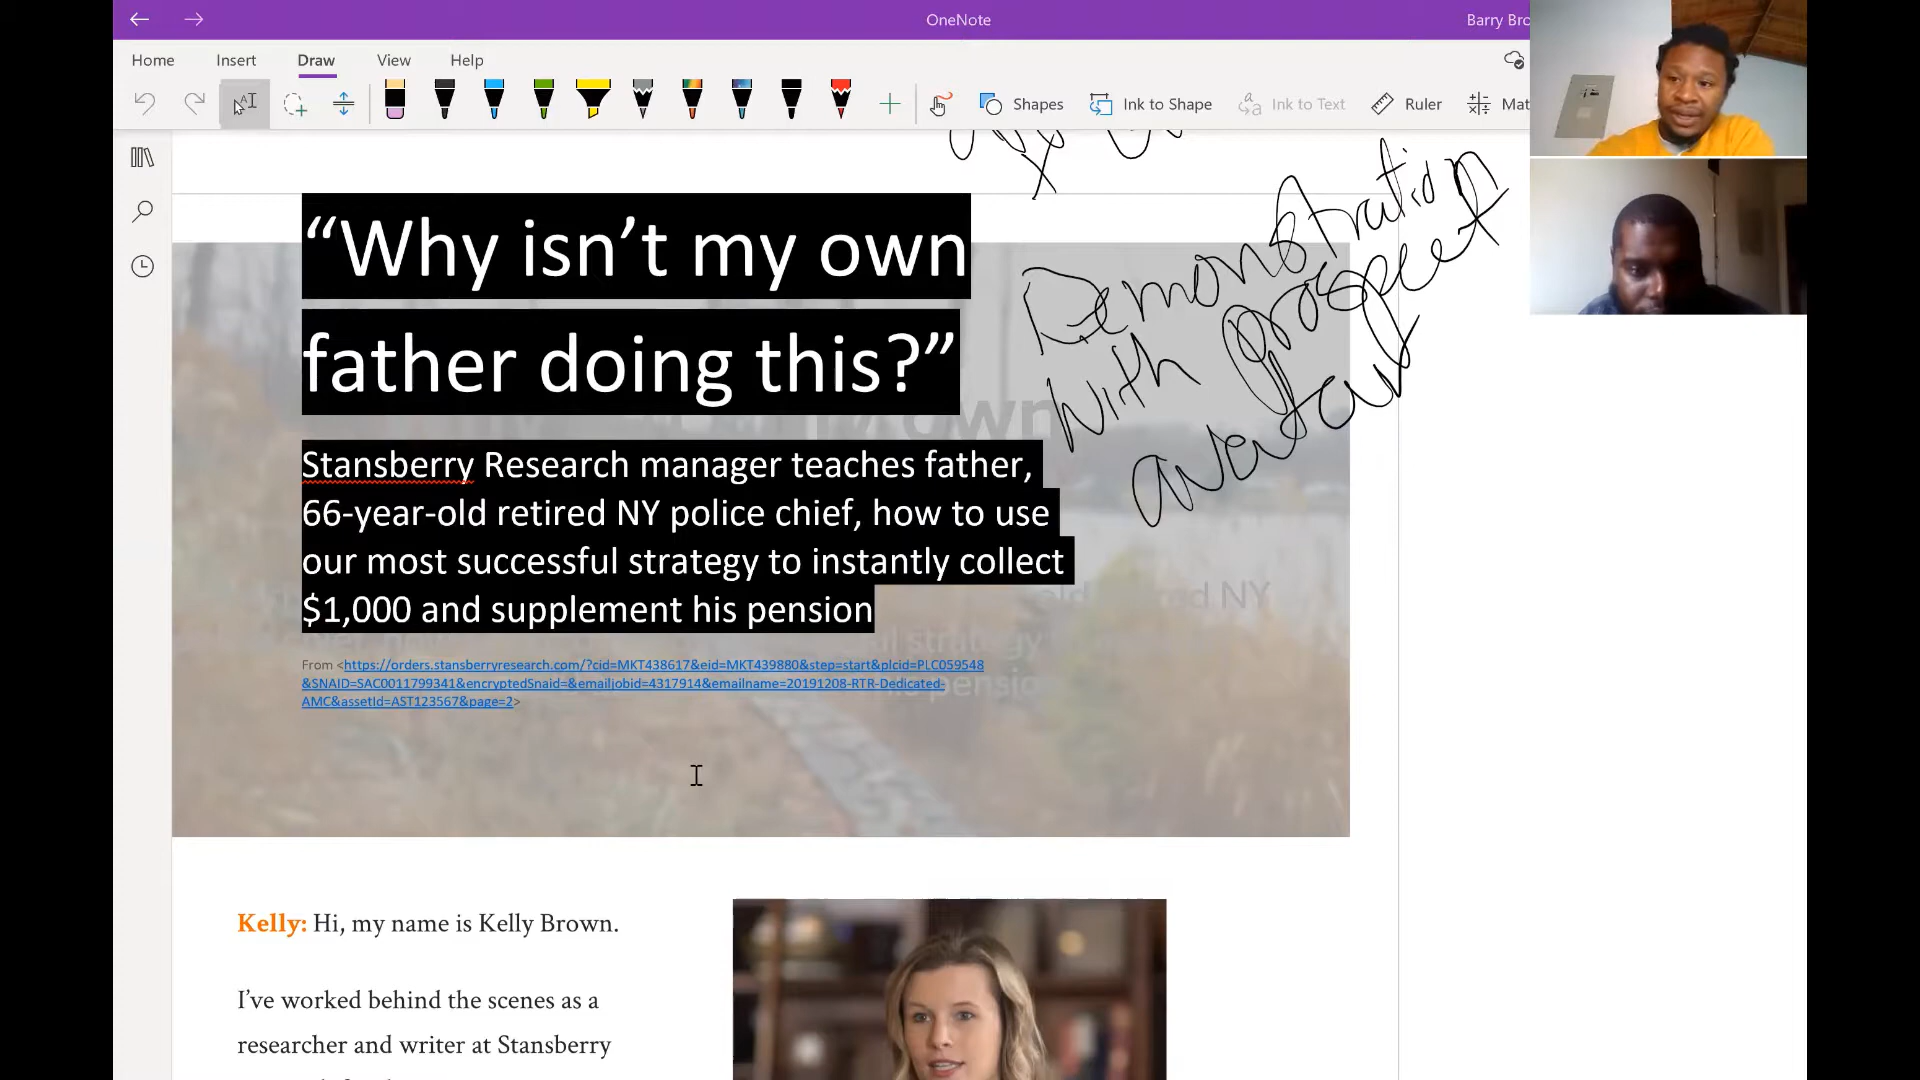 OneNote
Barry Bro
Home
Insert
Draw
View
Help
Shapes
Ink to Shape
Ink to Text
Ruler
Mat
Demonstration
with prospect
avatar
“Why isn’t my own
father doing this?”
Stansberry Research manager teaches father,
66-year-old retired NY police chief, how to use
our most successful strategy to instantly collect
$1,000 and supplement his pension
From <https://orders.stansberryresearch.com/?cid=MKT438617&eid=MKT439880&step=start&plcid=PLC059548
&SNAID=SAC0011799341&encryptedSnaid=&emailjobid=4317914&emailname=20191208-RTR-Dedicated-
AMC&assetId=AST123567&page=2>
Kelly: Hi, my name is Kelly Brown.
I’ve worked behind the scenes as a
researcher and writer at Stansberry